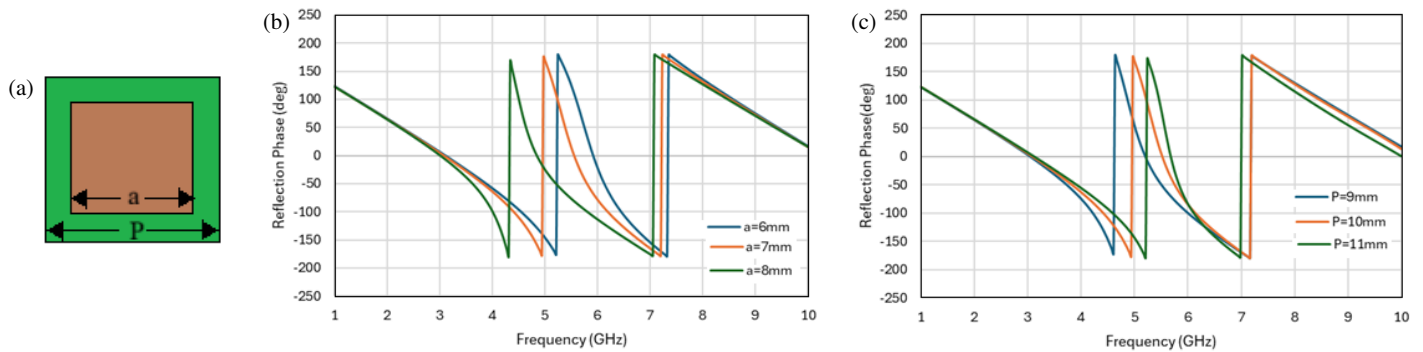 (a)
a
P
(b)
Reflection Phase (deg)
250
200
150
100
50
0
-50
-100
-150
-200
-250
1 2 3 4 5 6 7 8 9 10
Frequency (GHz)
a=6mm
a=7mm
a=8mm
(c)
Reflection Phase(deg)
250
200
150
100
50
0
-50
-100
-150
-200
-250
1 2 3 4 5 6 7 8 9 10
Frequency (GHz)
P=9mm
P=10mm
P=11mm